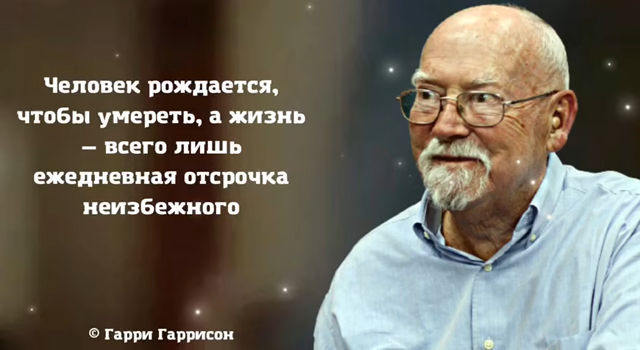 Человек рождается,
чтобы умереть, а жизнь
– всего лишь
ежедневная отсрочка
неизбежного
© Гарри Гаррисон